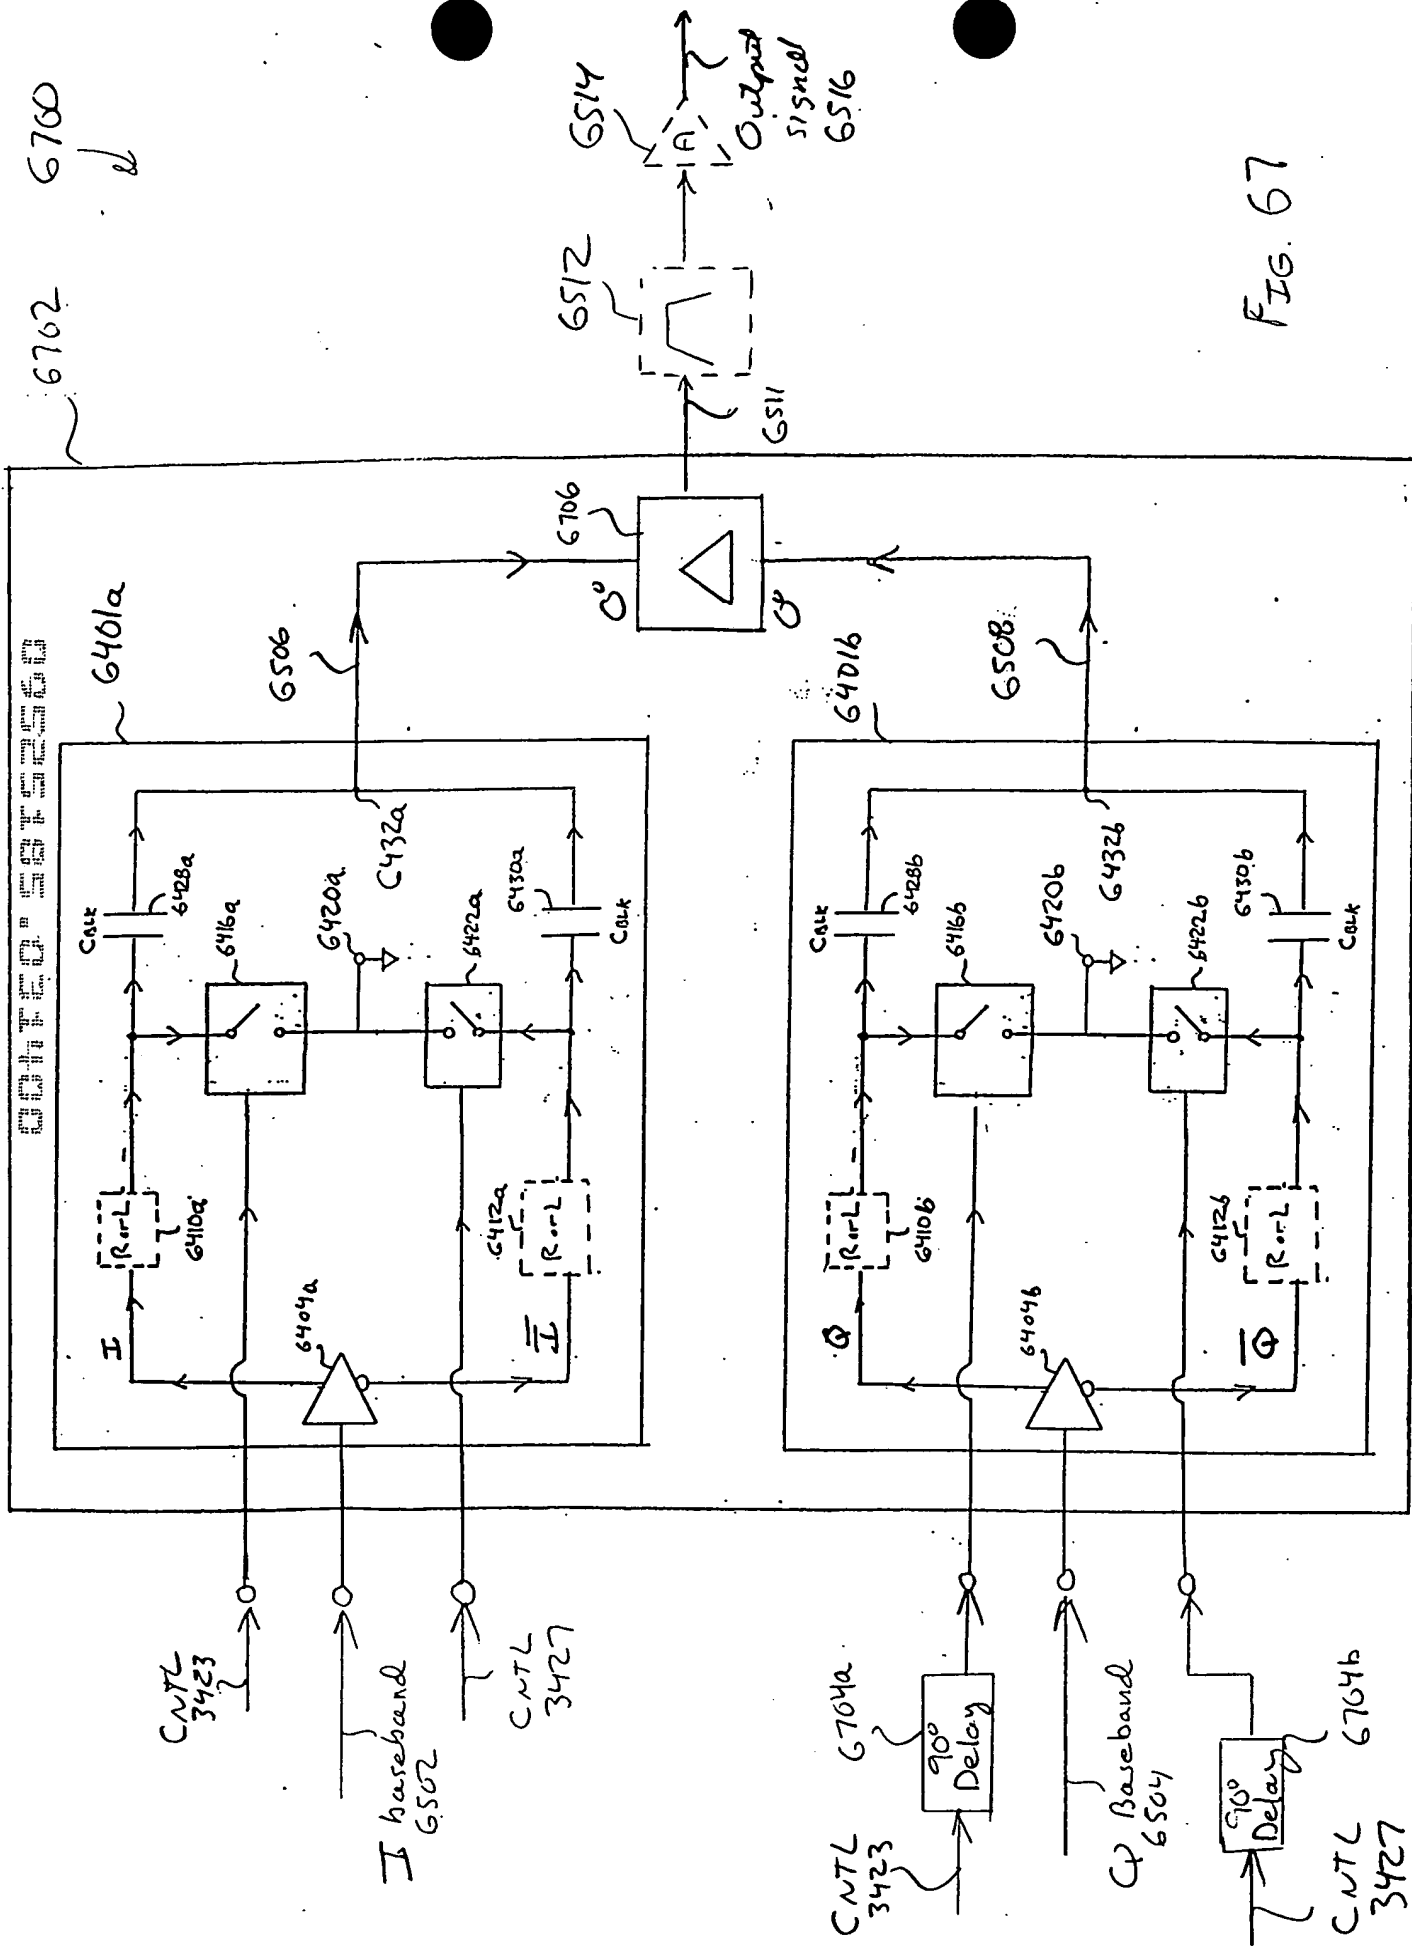 6700
6702
6401a
6506
I
R or L
6410a
CBLK
6428a
6416a
6420a
C432a
6404a
6422a
Ī
6412a
R or L
6430a
CBLK
CNTL
3423
I baseband
6502
CNTL
3427
6706
0°
0°
6511
6512
6514
A
Output
signal
6516
6401b
6508
Q
R or L
6410b
CBLK
6428b
6416b
6420b
6432b
6404b
6422b
Q̄
6412b
R or L
6430b
CBLK
CNTL
3423
90°
Delay
6704a
Q Baseband
6504
CNTL
3427
90°
Delay
6704b
FIG. 67